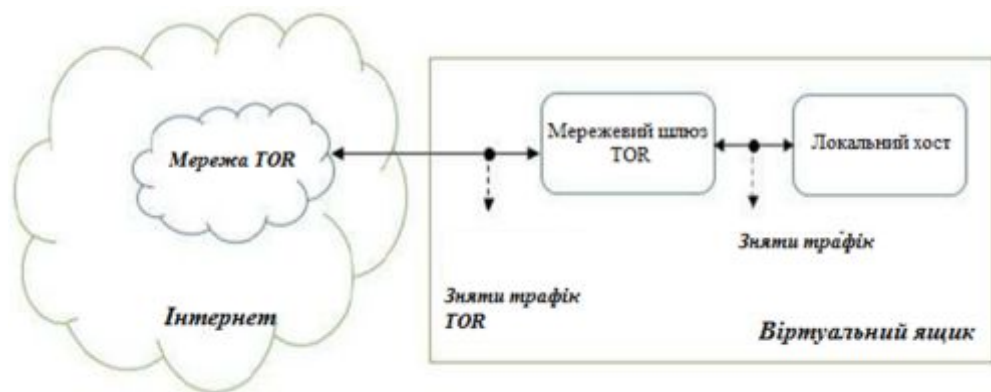 Мережа TOR
Інтернет
Мережевий шлюз
TOR
Локальний хост
Зняти трафік
TOR
Зняти трафік
Віртуальний ящик